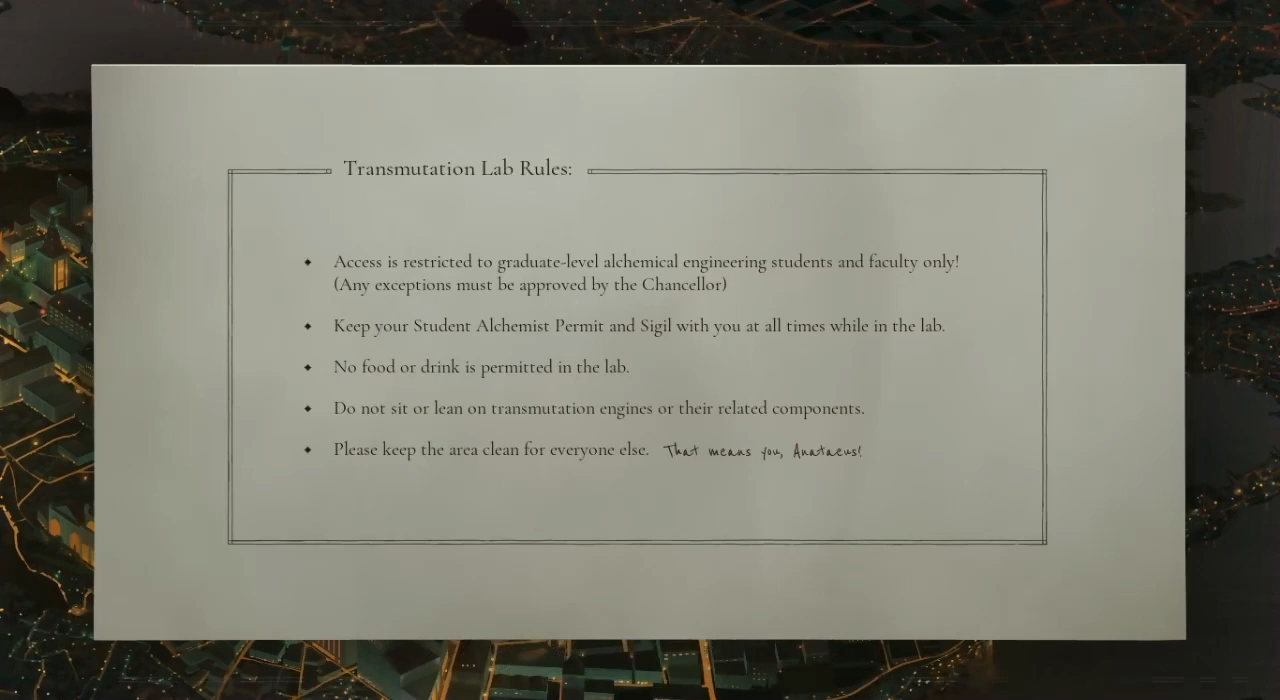 Transmutation Lab Rules:
Access is restricted to graduate-level alchemical engineering students and faculty only!
(Any exceptions must be approved by the Chancellor)
Keep your Student Alchemist Permit and Sigil with you at all times while in the lab.
No food or drink is permitted in the lab.
Do not sit or lean on transmutation engines or their related components.
Please keep the area clean for everyone else. That means you, Anataeus!